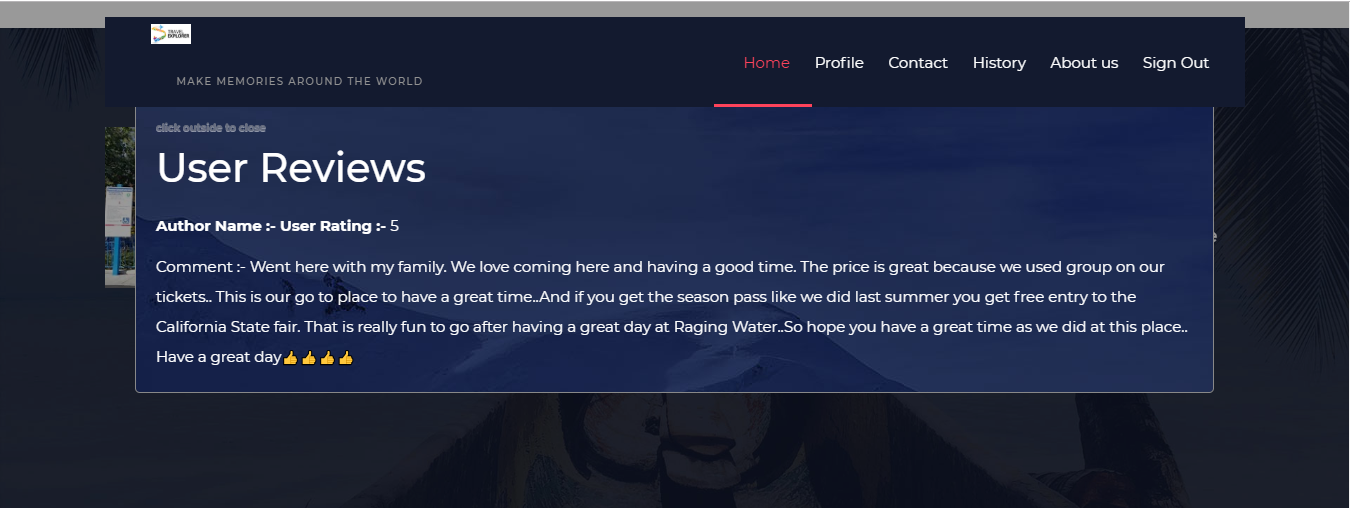 TRAVEL
EXPLORER
MAKE MEMORIES AROUND THE WORLD
Home Profile Contact History About us Sign Out
click outside to close
User Reviews
Author Name :- User Rating :- 5
Comment :- Went here with my family. We love coming here and having a good time. The price is great because we used group on our
tickets.. This is our go to place to have a great time..And if you get the season pass like we did last summer you get free entry to the
California State fair. That is really fun to go after having a great day at Raging Water..So hope you have a great time as we did at this place..
Have a great day👍👍👍👍